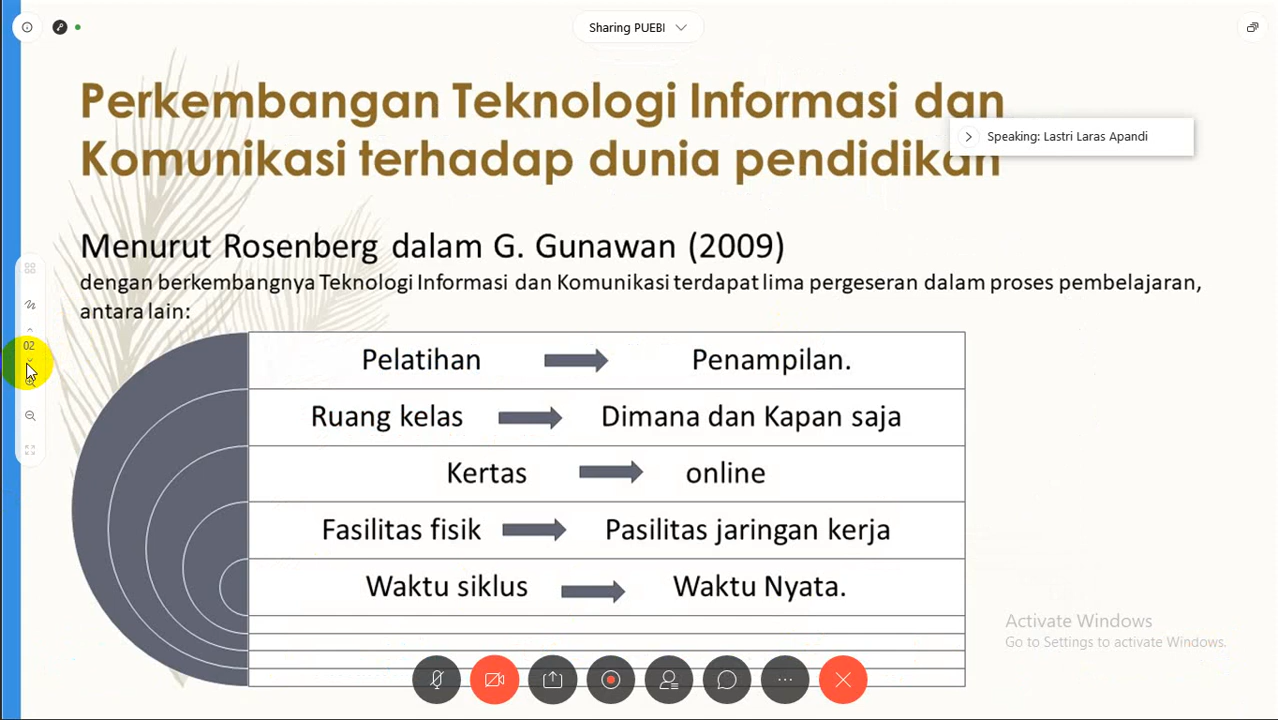 Sharing PUEBI
Perkembangan Teknologi Informasi dan
Komunikasi terhadap dunia pendidikan
Speaking: Lastri Laras Apandi
Menurut Rosenberg dalam G. Gunawan (2009)
dengan berkembangnya Teknologi Informasi dan Komunikasi terdapat lima pergeseran dalam proses pembelajaran,
antara lain:
02
Pelatihan Penampilan.
Ruang kelas Dimana dan Kapan saja
Kertas online
Fasilitas fisik Pasilitas jaringan kerja
Waktu siklus Waktu Nyata.
Activate Windows
Go to Settings to activate Windows.